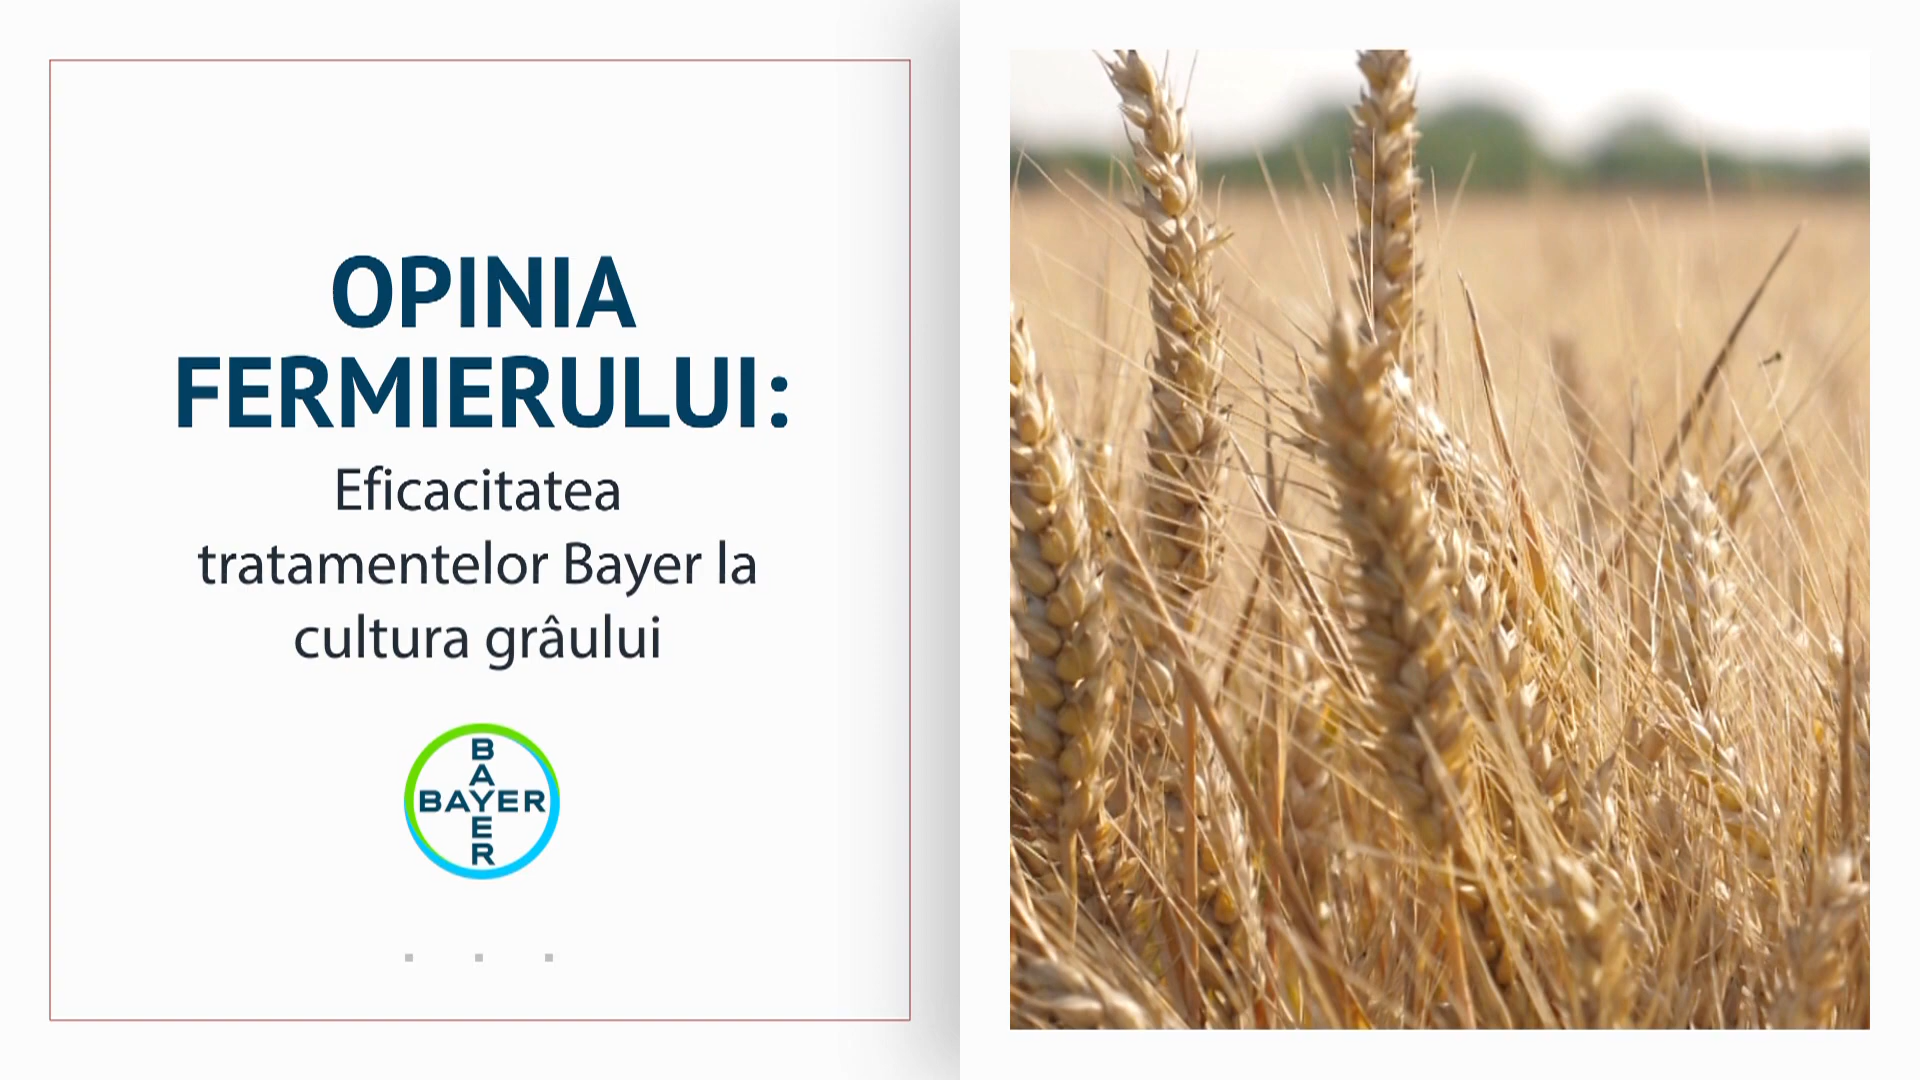 OPINIA
FERMIERULUI:
Eficacitatea
tratamentelor Bayer la
cultura grâului
BAYER
BAYER